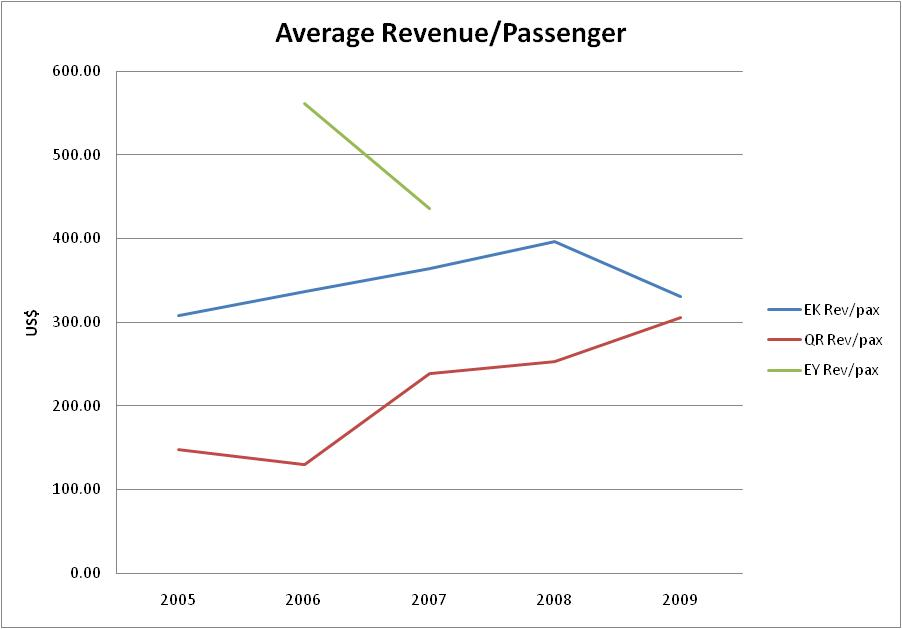 Average Revenue/Passenger
600.00
500.00
400.00
300.00
200.00
100.00
0.00
US$
2005 2006 2007 2008 2009
EK Rev/pax
QR Rev/pax
EY Rev/pax